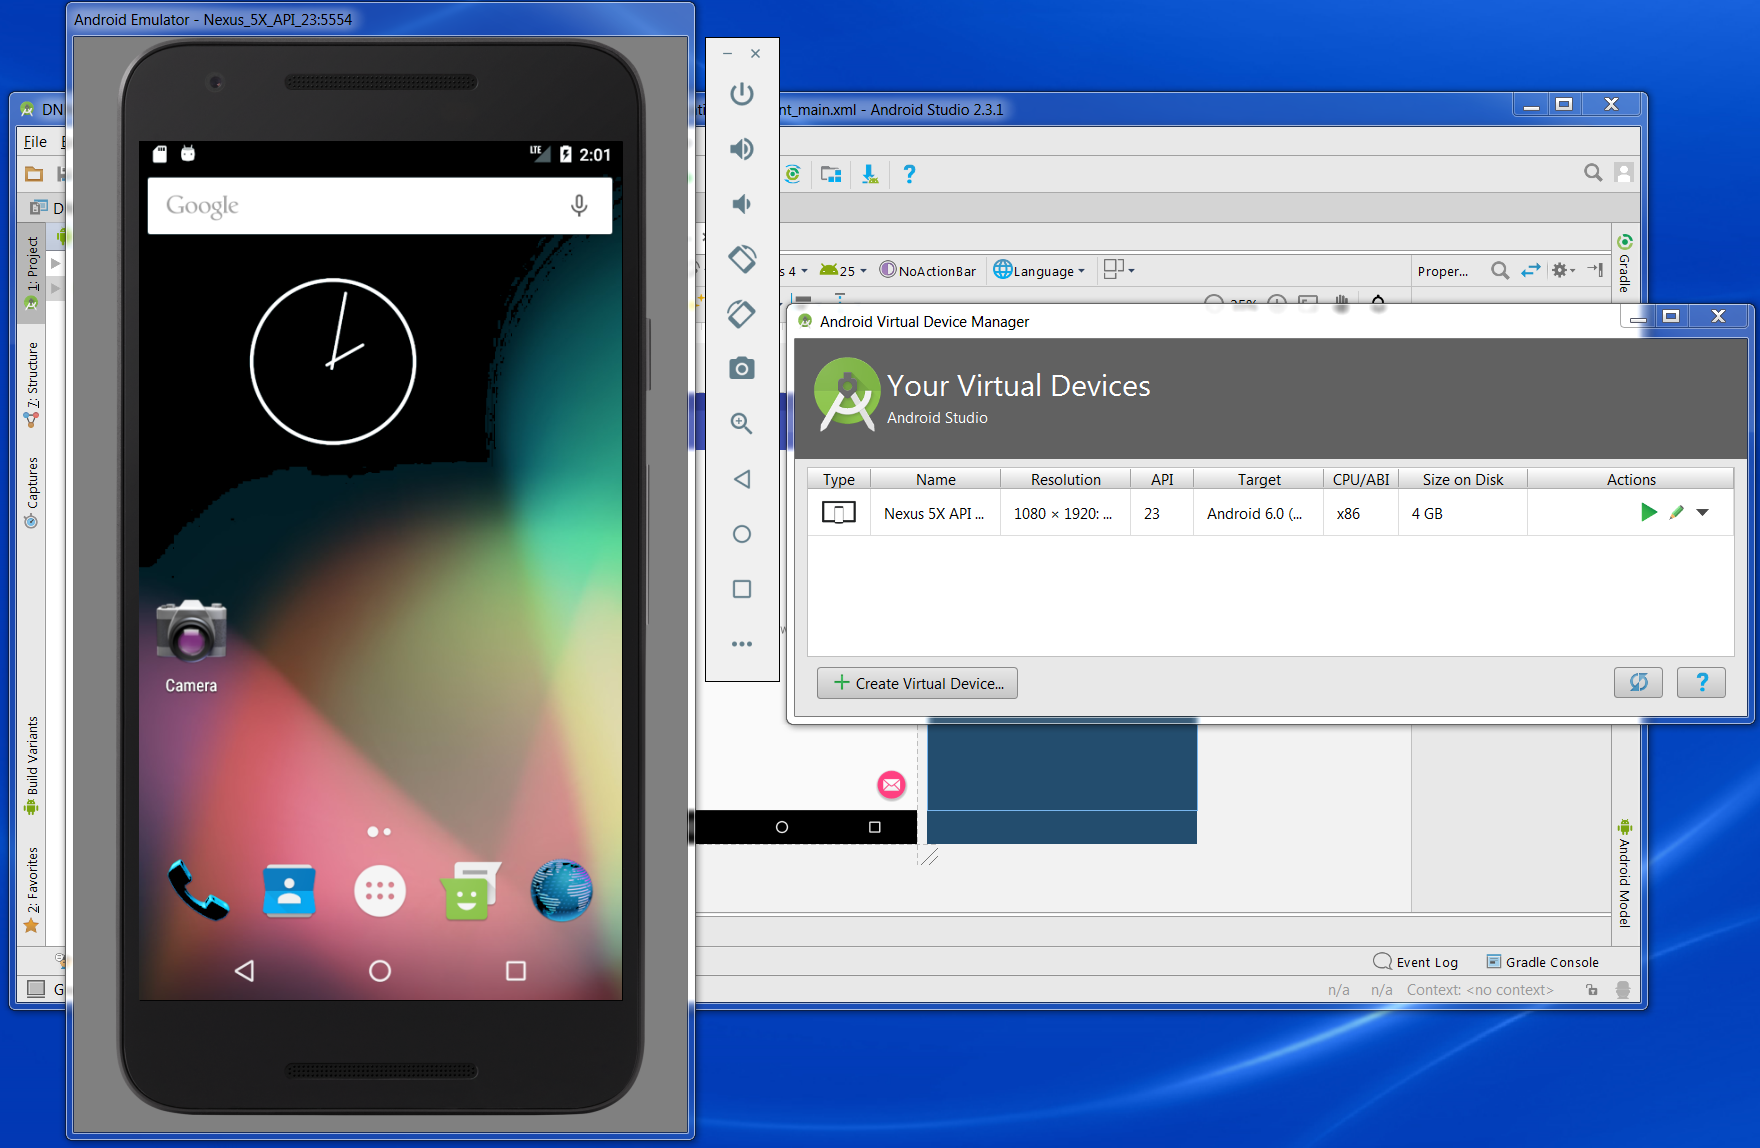 Android Emulator - Nexus_5X_API_23:5554
LTE 2:01
Google
Camera
nt_main.xml - Android Studio 2.3.1
DN
File
D
1: Project
7: Structure
Captures
Build Variants
2: Favorites
G
s 4
25
NoActionBar
Language
Proper...
Gradle
25%
Android Virtual Device Manager
Your Virtual Devices
Android Studio
Type Name Resolution API Target CPU/ABI Size on Disk Actions
Nexus 5X API ... 1080 × 1920: ... 23 Android 6.0 (... x86 4 GB
Create Virtual Device...
?
Android Model
Event Log
Gradle Console
n/a n/a Context: <no context>